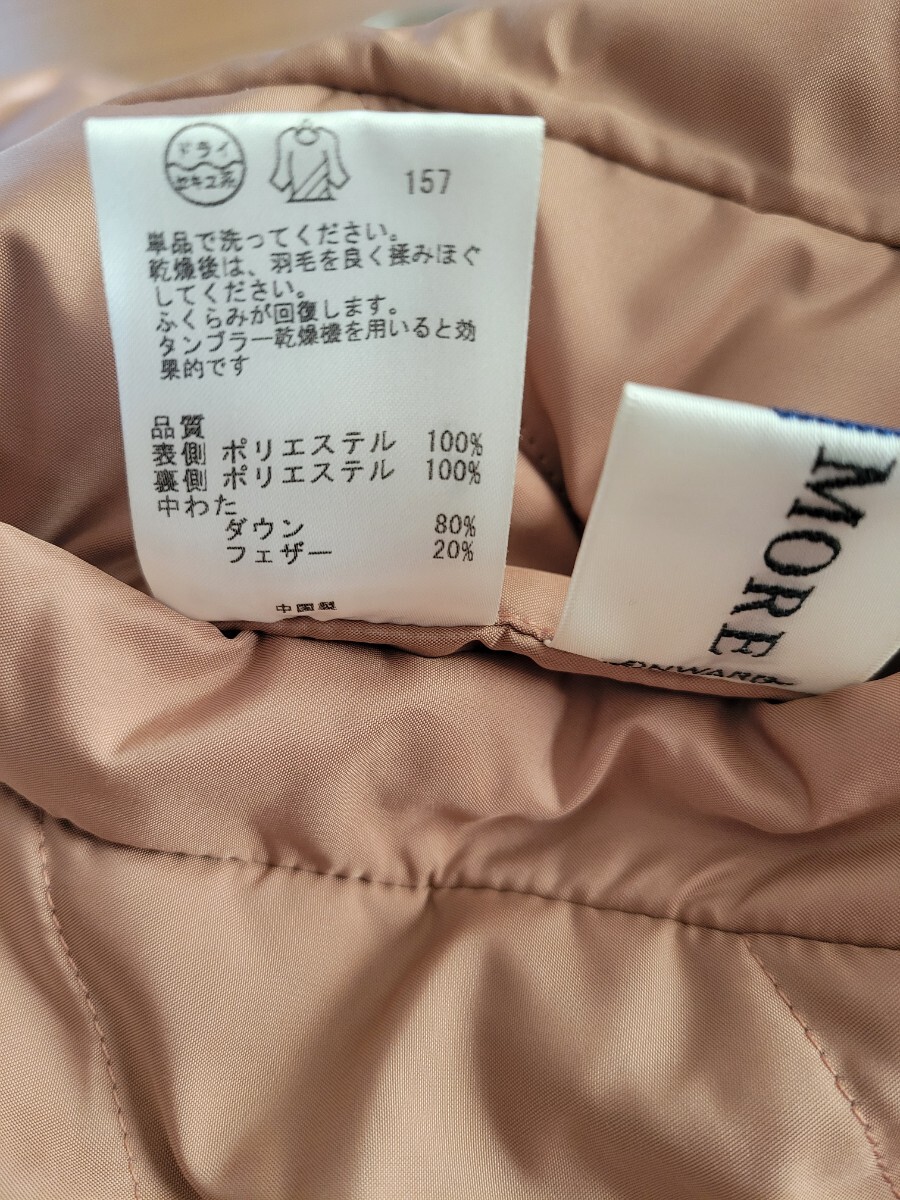 ドライ
セキユ系
157
単品で洗ってください。
乾燥後は、羽毛を良く揉みほぐ
してください。
ふくらみが回復します。
タンブラー乾燥機を用いると効
果的です
品質
表側 ポリエステル 100%
裏側 ポリエステル 100%
中わた
ダウン 80%
フェザー 20%
中国製
MORE
ONWARD